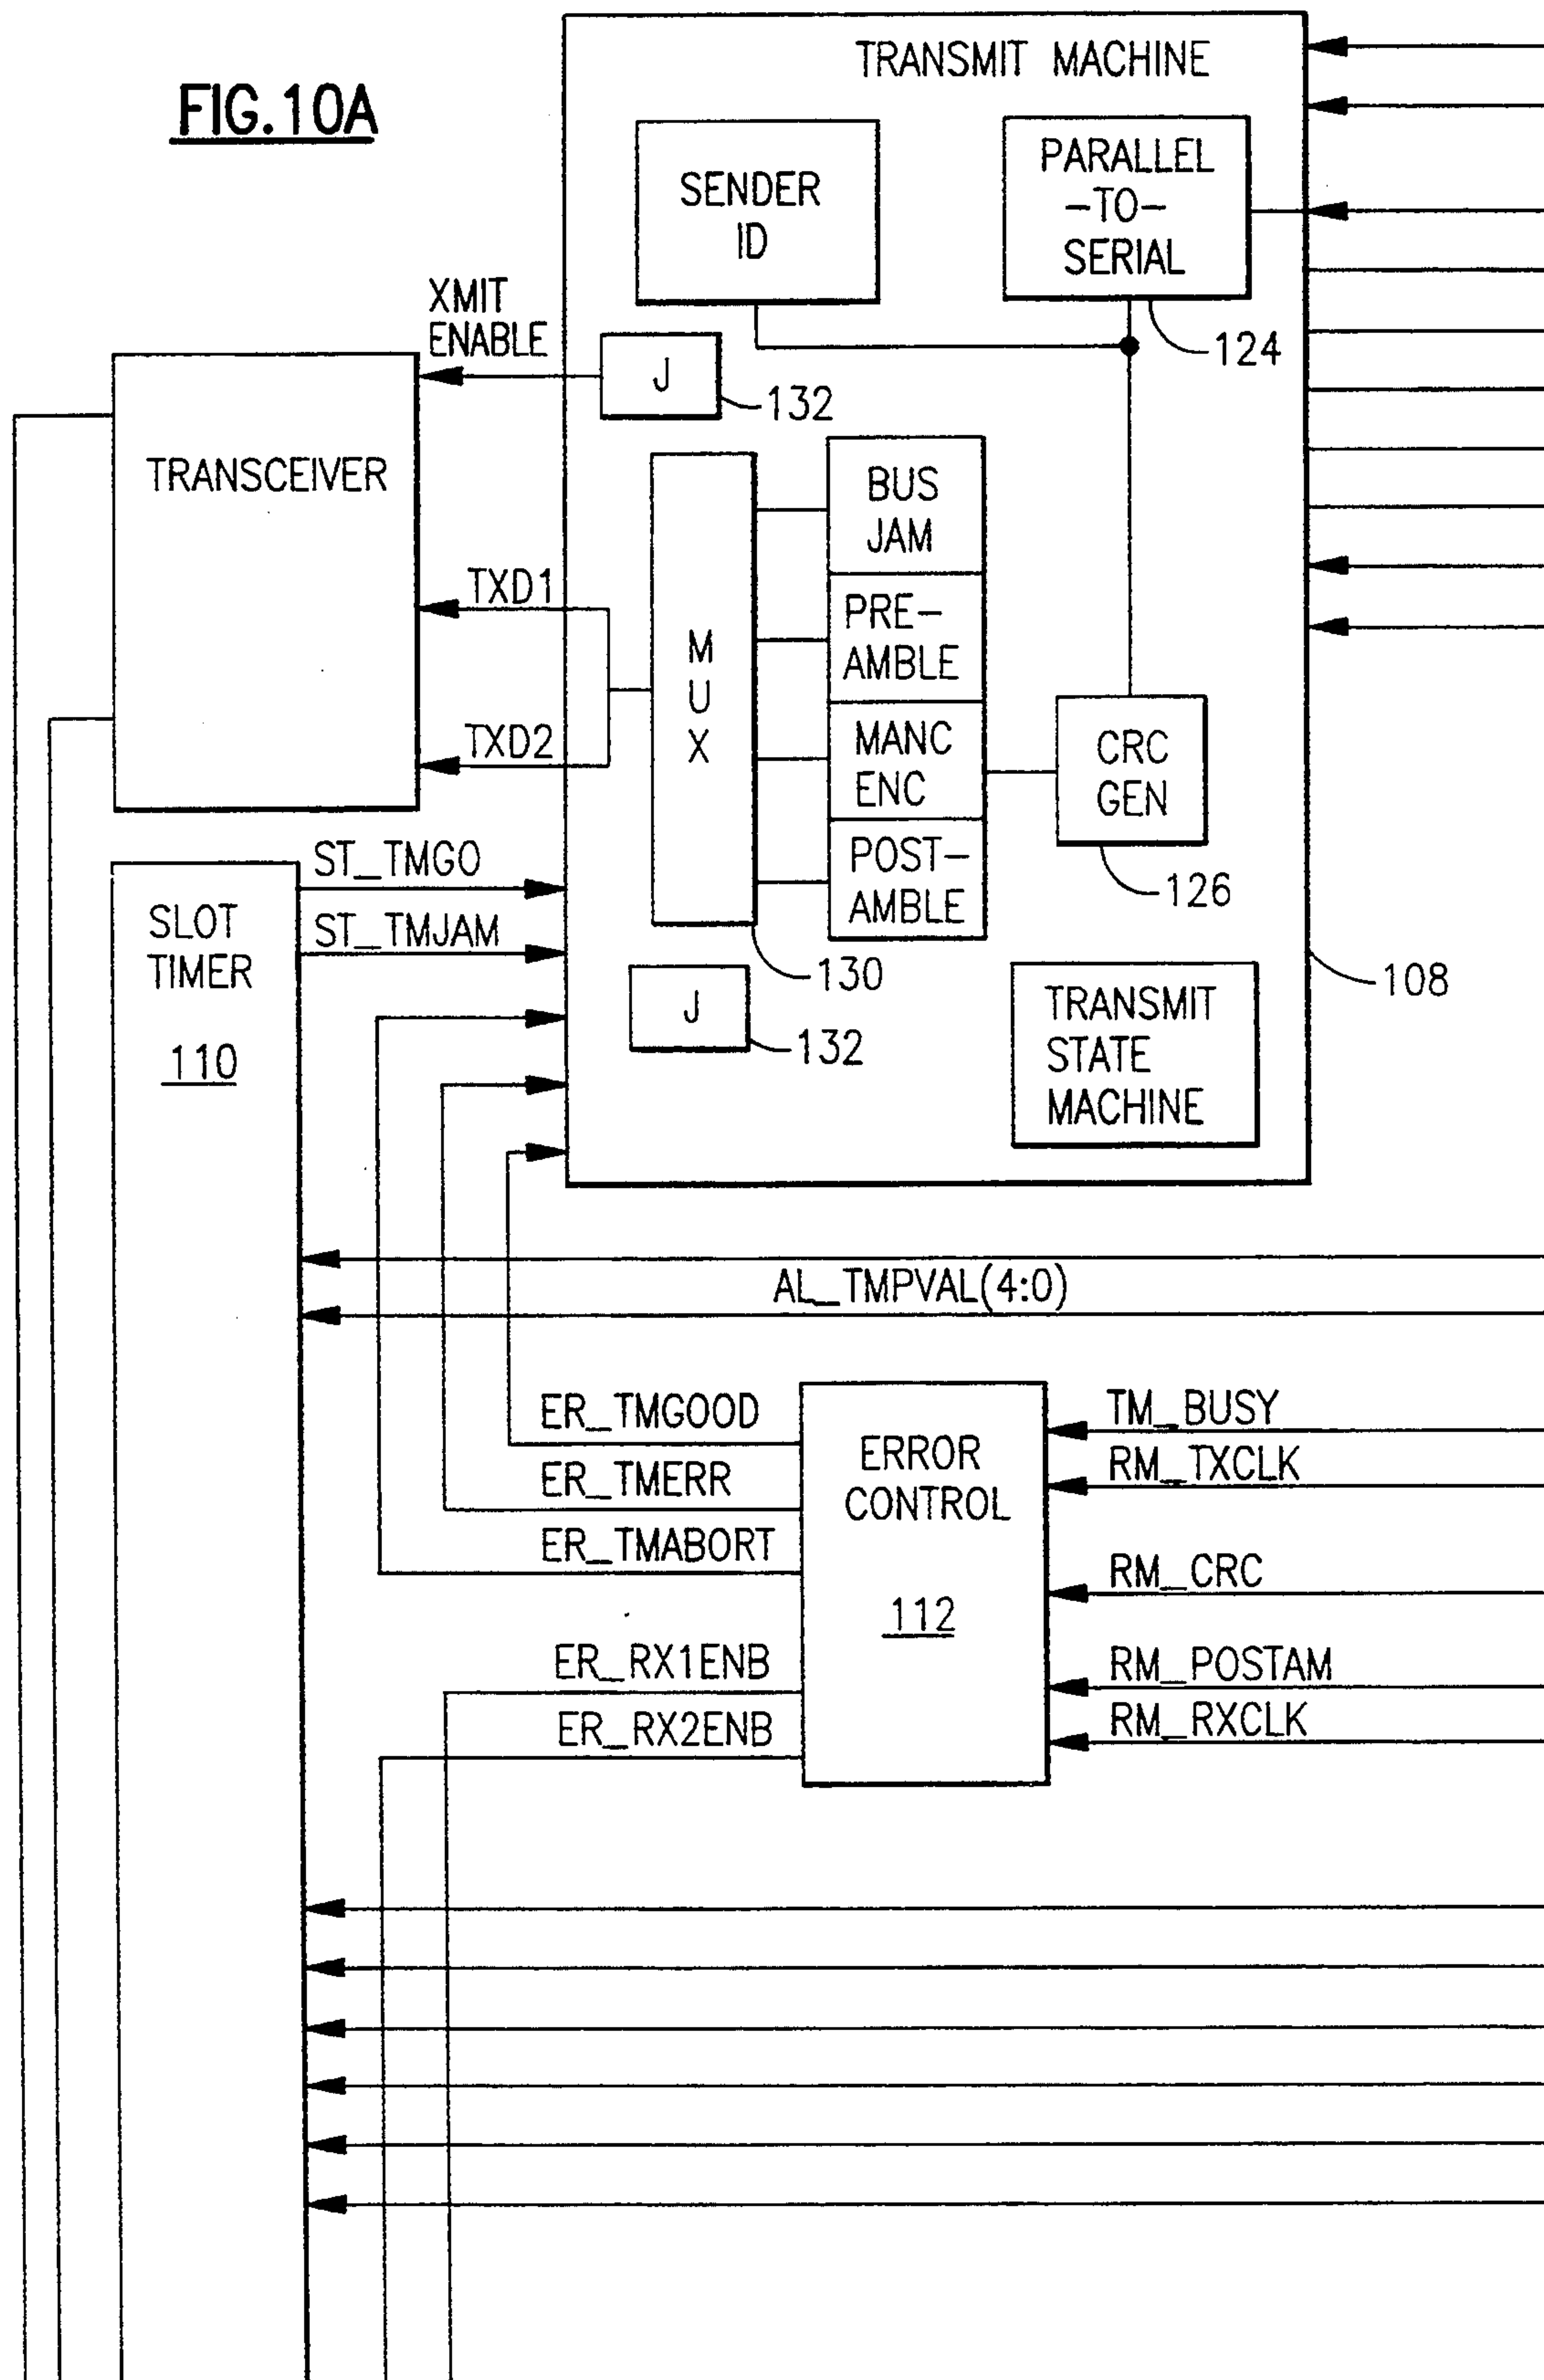 FIG.10A
TRANSMIT MACHINE
SENDER
ID
PARALLEL
-TO-
SERIAL
124
XMIT
ENABLE
J
132
TRANSCEIVER
TXD1
TXD2
M
U
X
130
BUS
JAM
PRE-
AMBLE
MANC
ENC
POST-
AMBLE
CRC
GEN
126
108
J
132
TRANSMIT
STATE
MACHINE
SLOT
TIMER
110
ST_TMGO
ST_TMJAM
AL_TMPVAL(4:0)
ER_TMGOOD
ER_TMERR
ER_TMABORT
ER_RX1ENB
ER_RX2ENB
ERROR
CONTROL
112
TM_BUSY
RM_TXCLK
RM_CRC
RM_POSTAM
RM_RXCLK